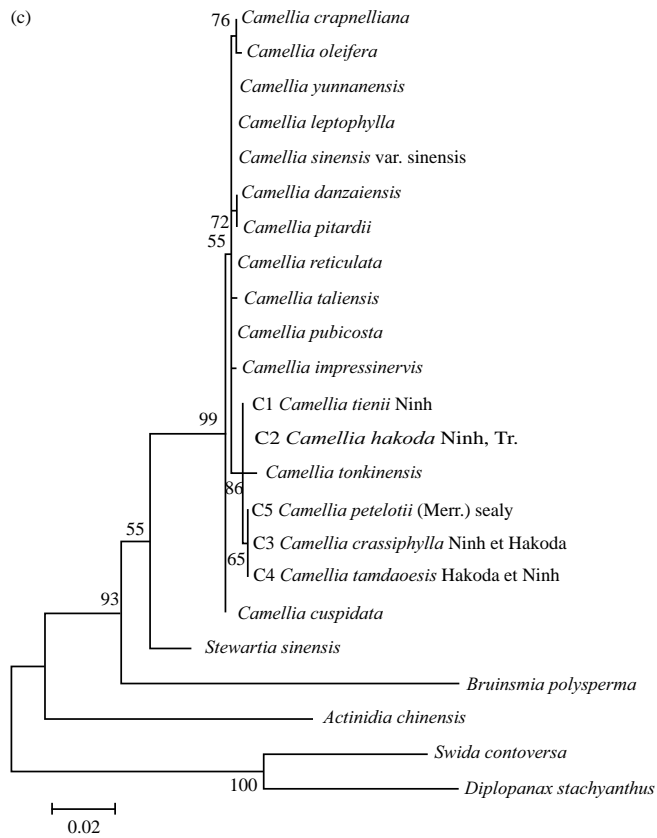 (c)
76
Camellia crapnelliana
Camellia oleifera
Camellia yunnanensis
Camellia leptophylla
Camellia sinensis var. sinensis
Camellia danzaiensis
72
Camellia pitardii
55
Camellia reticulata
Camellia taliensis
Camellia pubicosta
Camellia impressinervis
C1 Camellia tienii Ninh
99
C2 Camellia hakoda Ninh, Tr.
Camellia tonkinensis
86
C5 Camellia petelotii (Merr.) sealy
55
C3 Camellia crassiphylla Ninh et Hakoda
65
C4 Camellia tamdaoesis Hakoda et Ninh
93
Camellia cuspidata
Stewartia sinensis
Bruinsmia polysperma
Actinidia chinensis
Swida contoversa
100
Diplopanax stachyanthus
0.02